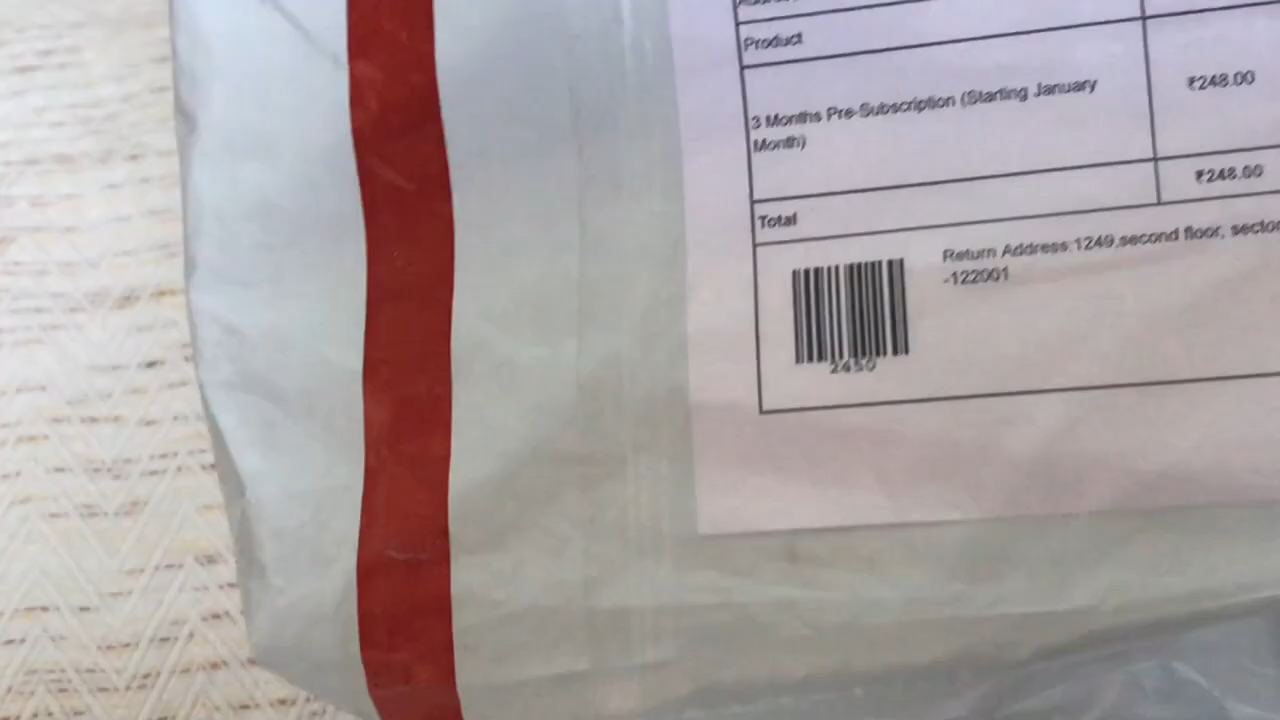 Product
3 Months Pre-Subscription (Starting January
Month)
₹248.00
₹248.00
Total
Return Address:1249,second floor, sector
-122001
2450